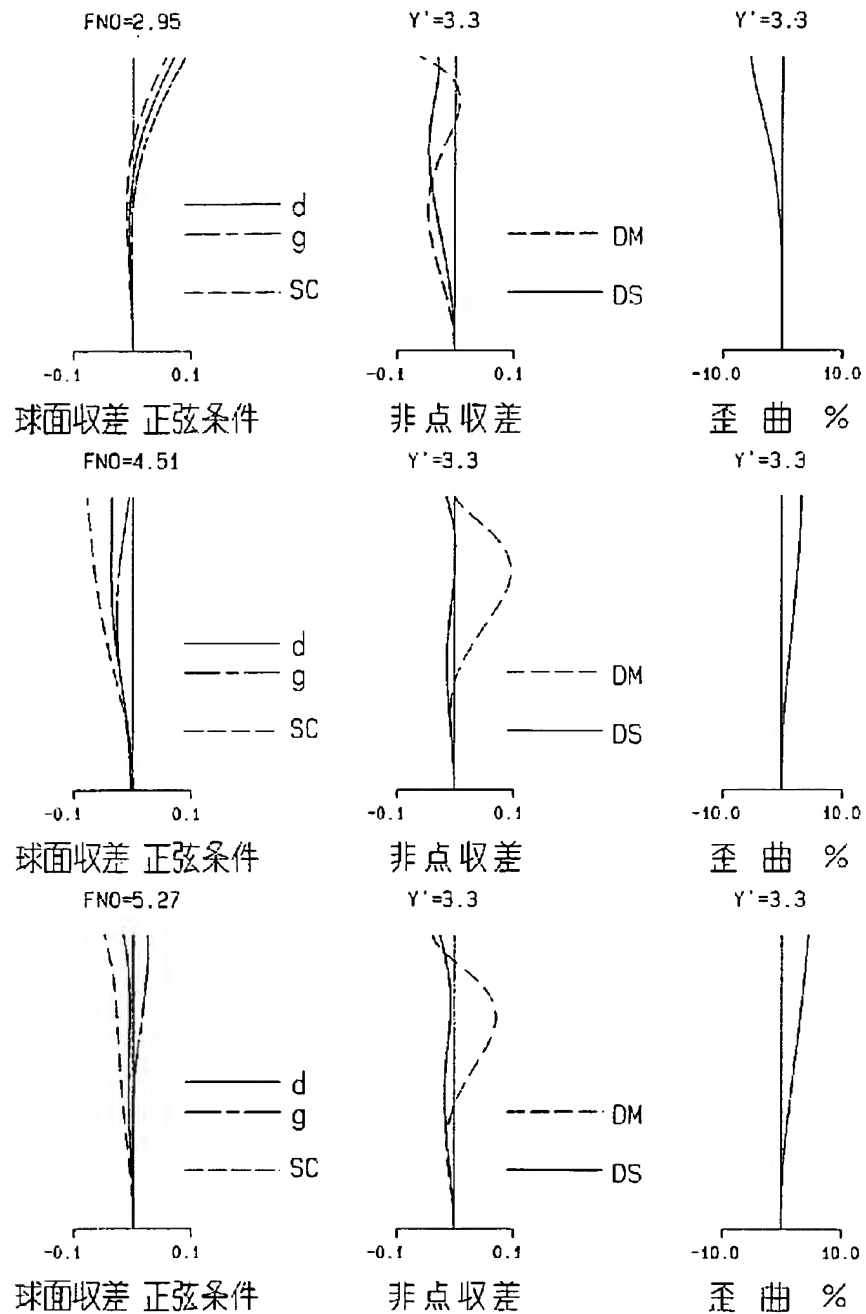 FNO=2.95 Y'=3.3 Y'=3.3
d
g
SC
DM
DS
-0.1 0.1 -0.1 0.1 -10.0 10.0
球面収差 正弦条件 非点収差 歪曲 %
FNO=4.51 Y'=3.3 Y'=3.3
d
g
SC
DM
DS
-0.1 0.1 -0.1 0.1 -10.0 10.0
球面収差 正弦条件 非点収差 歪曲 %
FNO=5.27 Y'=3.3 Y'=3.3
d
g
SC
DM
DS
-0.1 0.1 -0.1 0.1 -10.0 10.0
球面収差 正弦条件 非点収差 歪曲 %